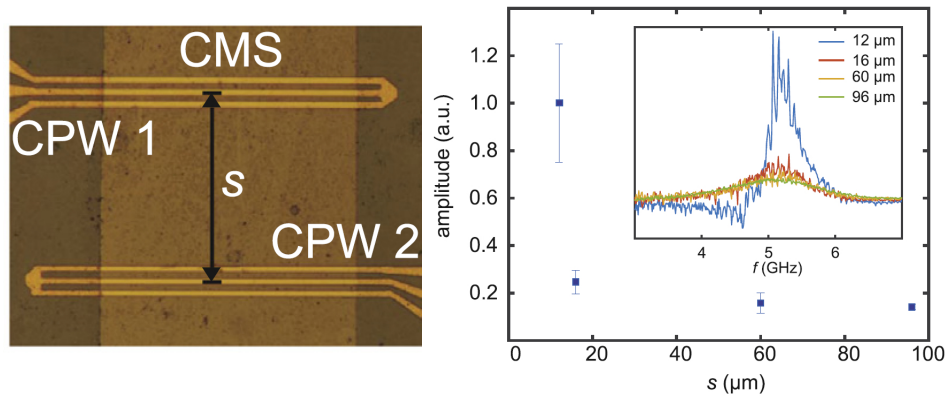 CMS
CPW 1
s
CPW 2
amplitude (a.u.)
1.2
1.0
0.8
0.6
0.4
0.2
0
20
40
60
80
100
s (µm)
12 µm
16 µm
60 µm
96 µm
4
5
6
f (GHz)